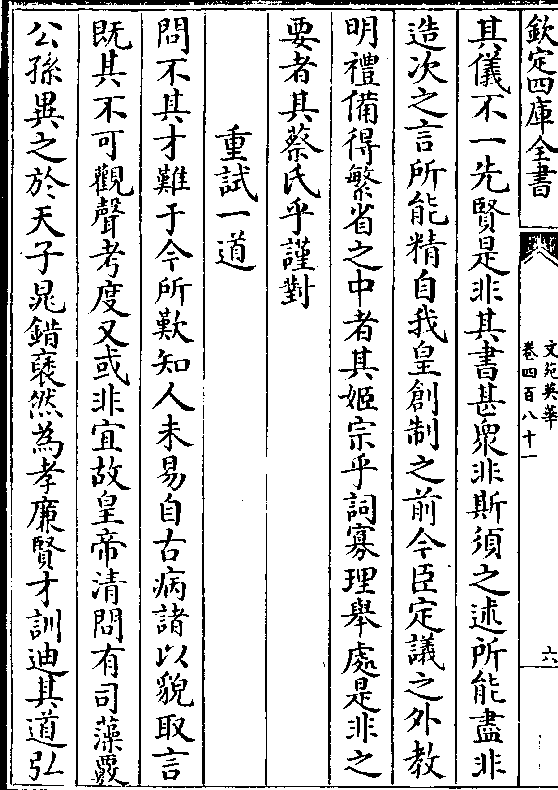 欽定四庫全書
文苑英華
卷四百八十一
六
其儀不一先賢是非其書甚衆非斯須之述所能盡非
造次之言所能精自我皇創制之前今臣定議之外教
明禮備得繁省之中者其姬宗乎詞寡理舉處是非之
要者其蔡氏乎謹對
重試一道
問不其才難于今所歎知人未易自古病諸以貌取言
既其不可觀聲考度又或非宜故皇帝清問有司藻覈
公孫異之於天子晁錯襃然為孝廉賢才訓迪其道弘